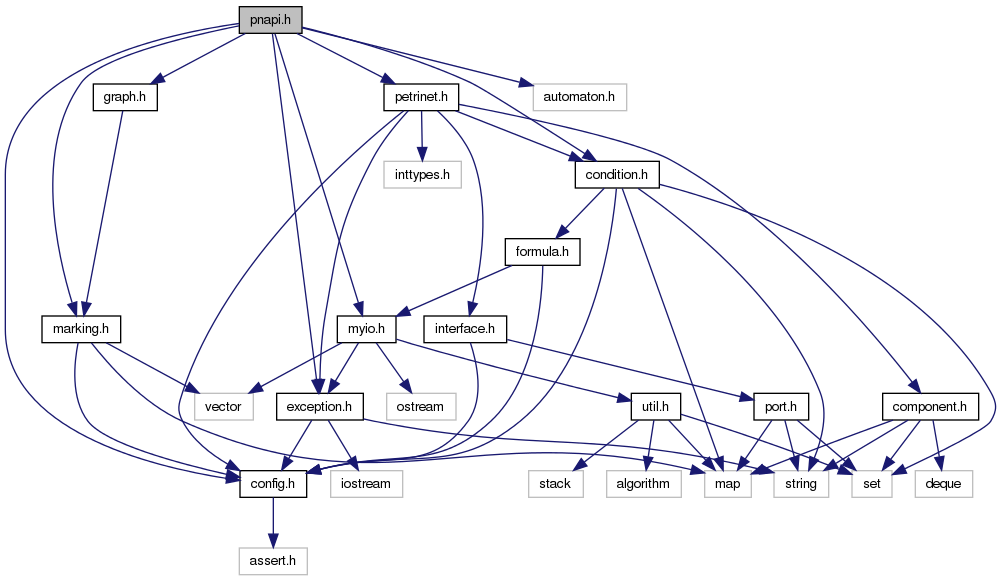 pnapi.h
graph.h
petrinet.h
automaton.h
inttypes.h
condition.h
formula.h
marking.h
myio.h
interface.h
vector
exception.h
ostream
util.h
port.h
component.h
config.h
iostream
stack
algorithm
map
string
set
deque
assert.h